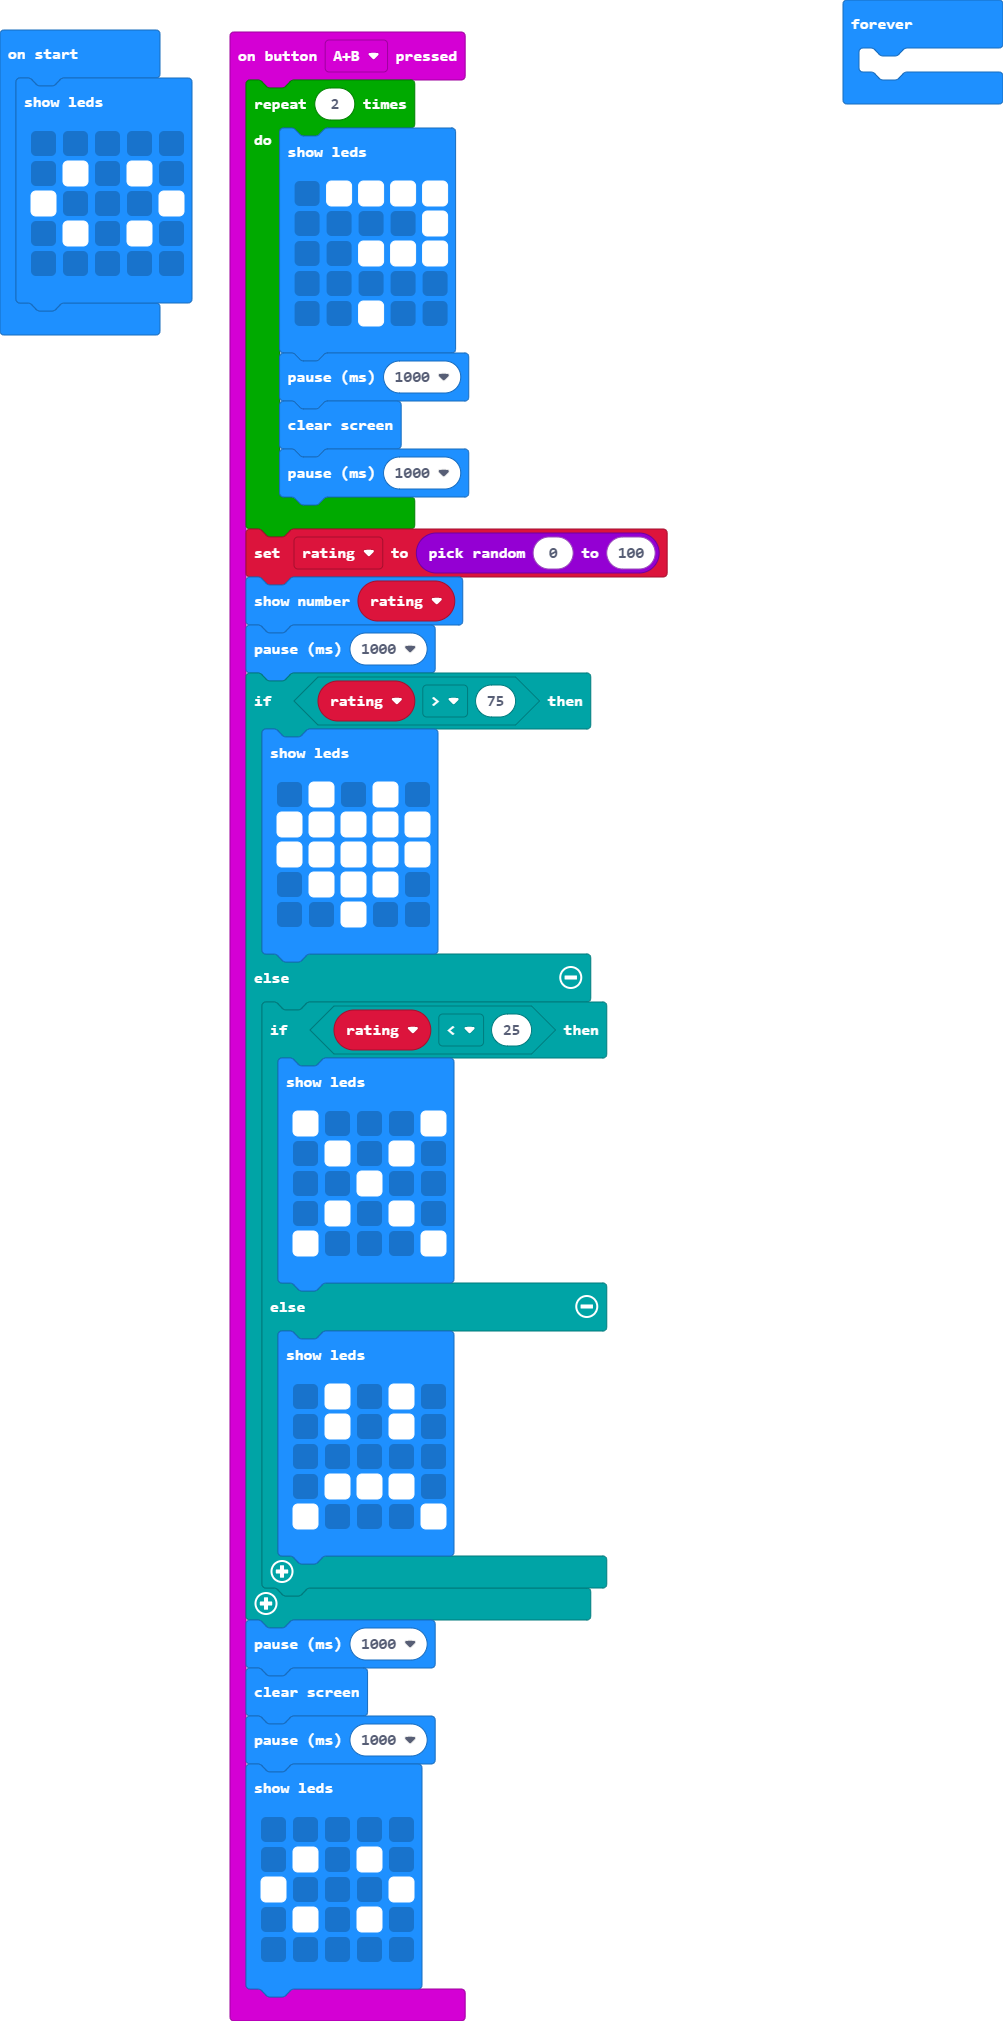 on start
show leds
on button A+B pressed
repeat 2 times
do
show leds
pause (ms) 1000
clear screen
pause (ms) 1000
set rating to pick random 0 to 100
show number rating
pause (ms) 1000
if rating > 75 then
show leds
else
if rating < 25 then
show leds
else
show leds
pause (ms) 1000
clear screen
pause (ms) 1000
show leds
forever